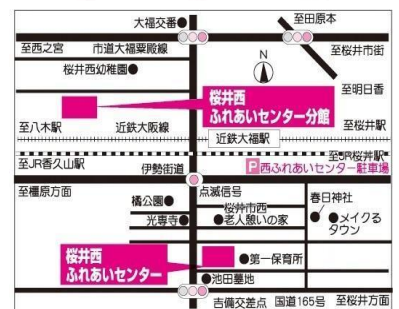 大福交番
至田原本
至西之宮
市道大福粟殿線
至桜井市街
桜井西幼稚園
N
至明日香
桜井西
ふれあいセンター分館
至八木駅
近鉄大阪線
近鉄大福駅
至桜井駅
至JR香久山駅
伊勢街道
至JR桜井駅
P西ふれあいセンター駐車場
至橿原方面
点滅信号
春日神社
橘公園
桜井市西
老人憩いの家
メイクる
タウン
光専寺
桜井西
ふれあいセンター
第一保育所
池田墓地
吉備交差点
国道165号
至桜井方面